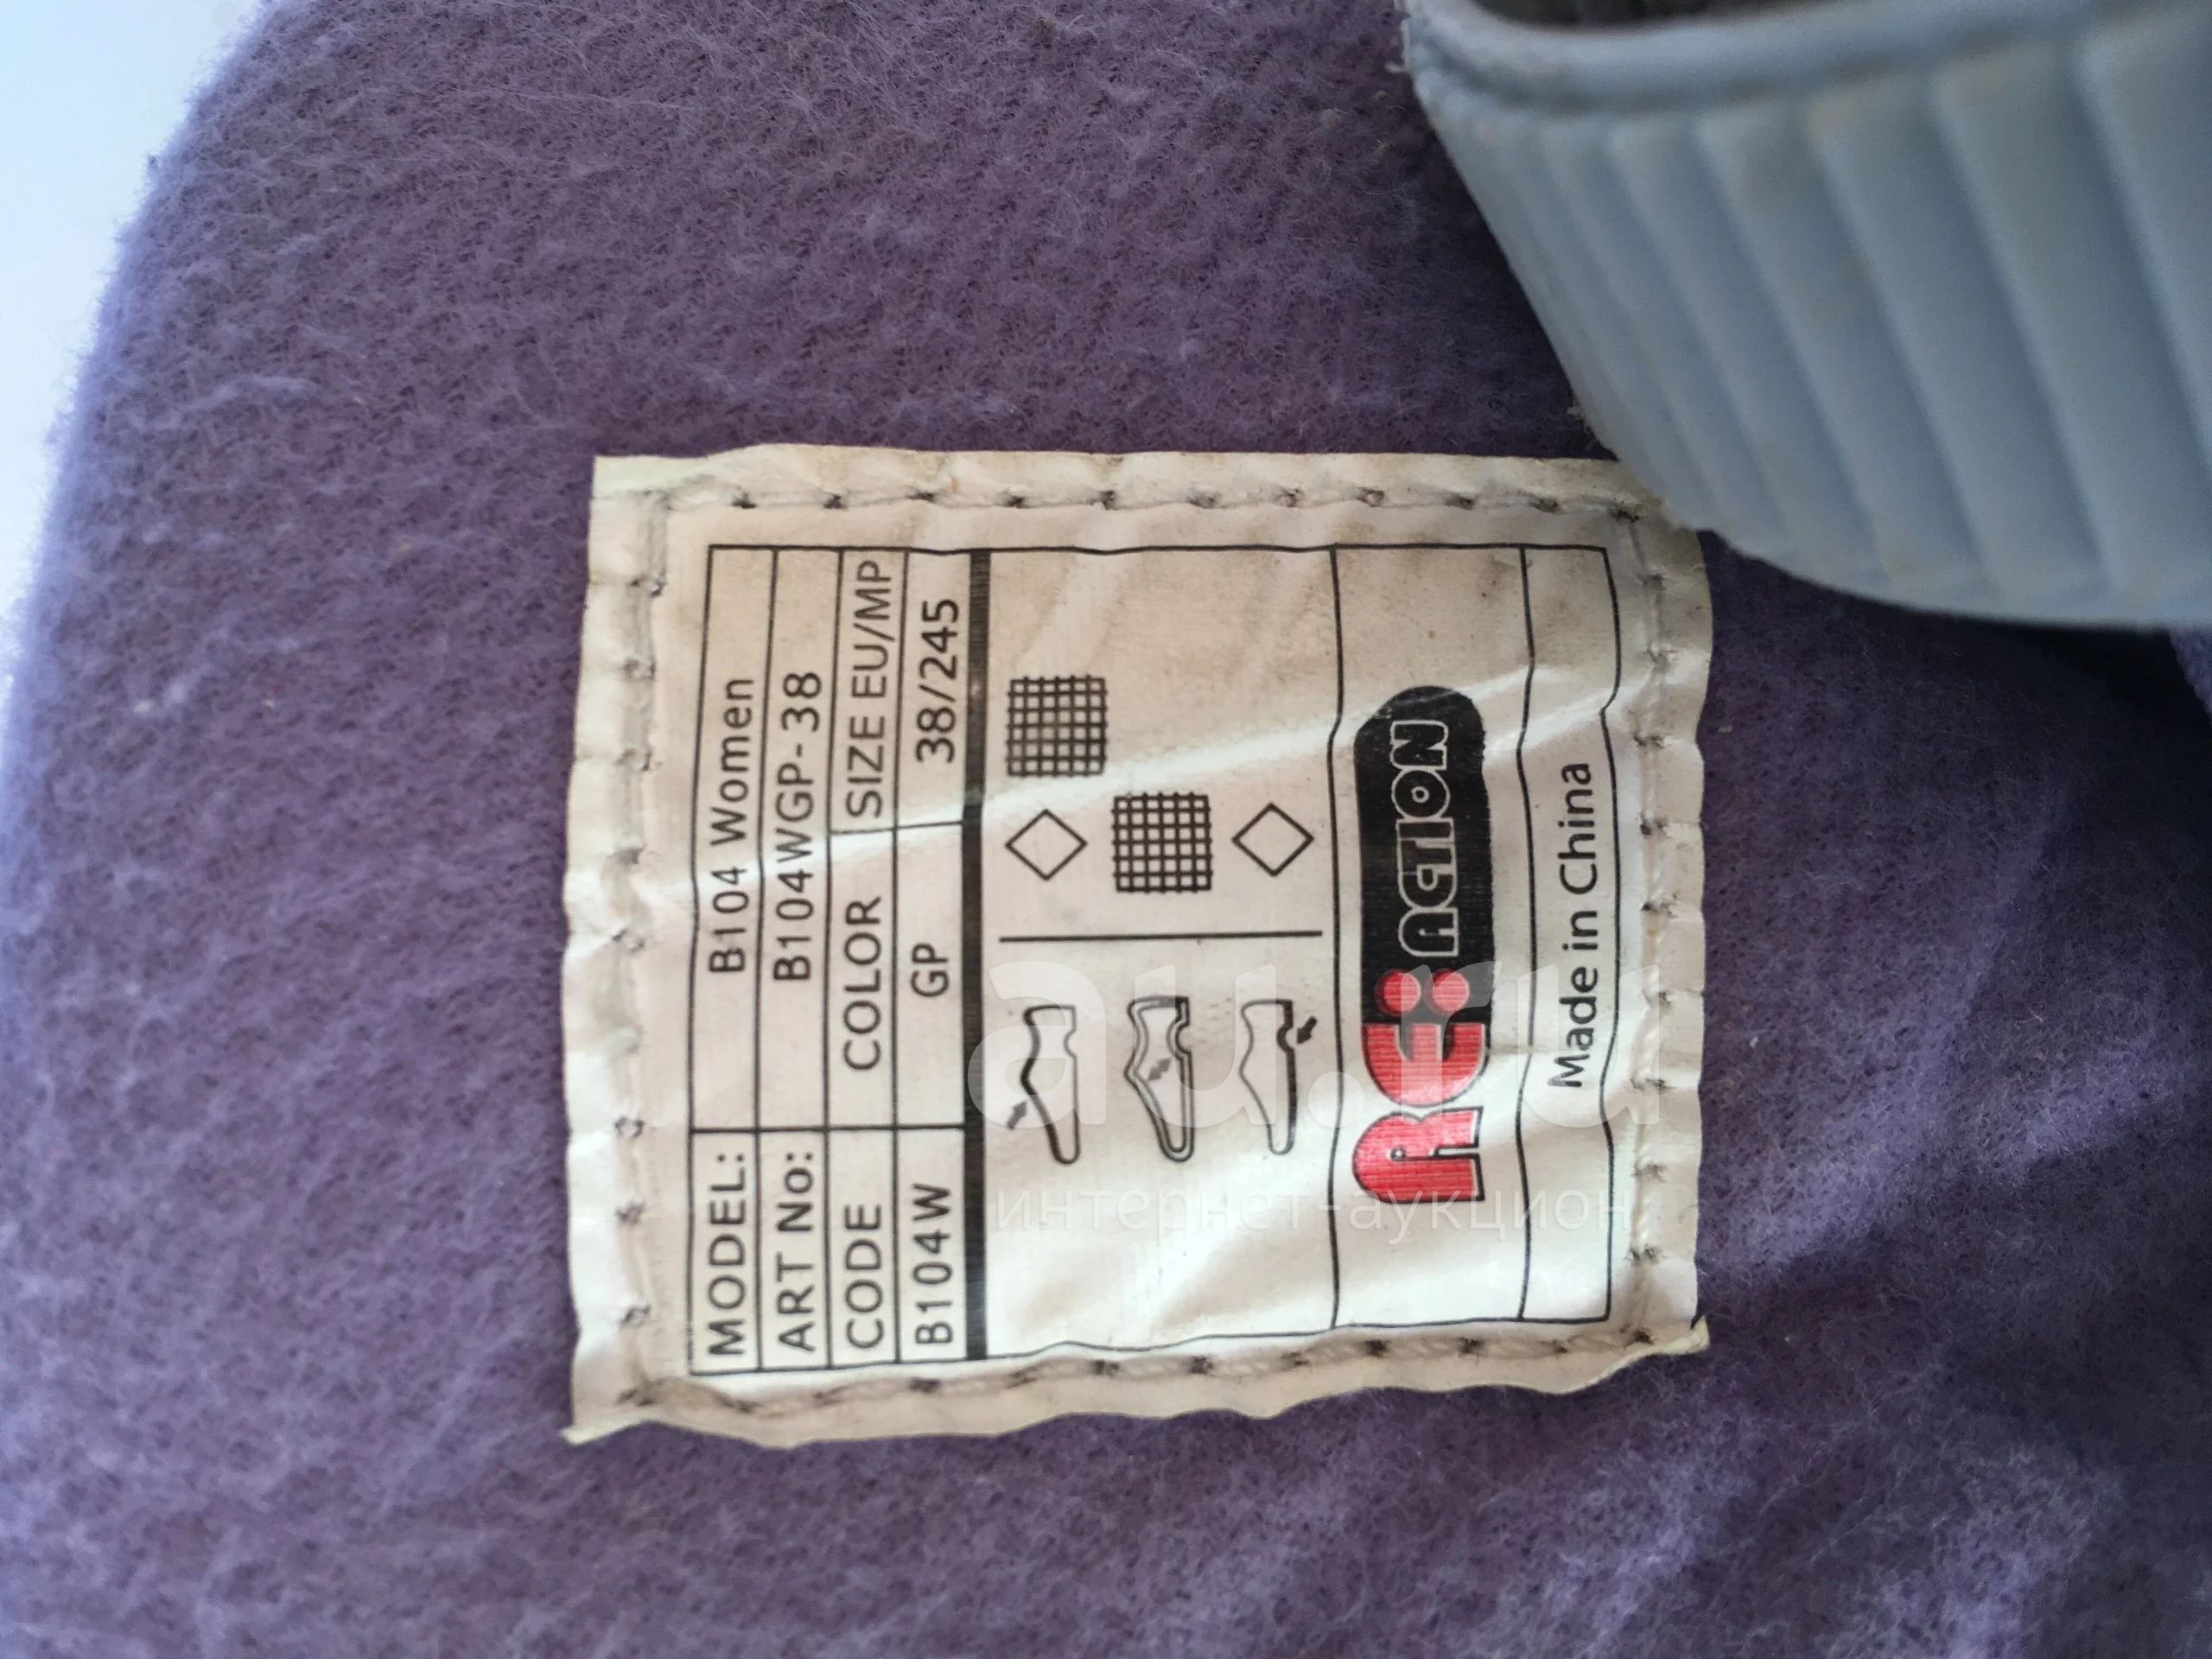 MODEL: B104 Women
ART No: B104WGP-38
CODE COLOR SIZE EU/MP
B104W GP 38/245
RC: ACTION
Made in China
au.ru
интернет-аукцион